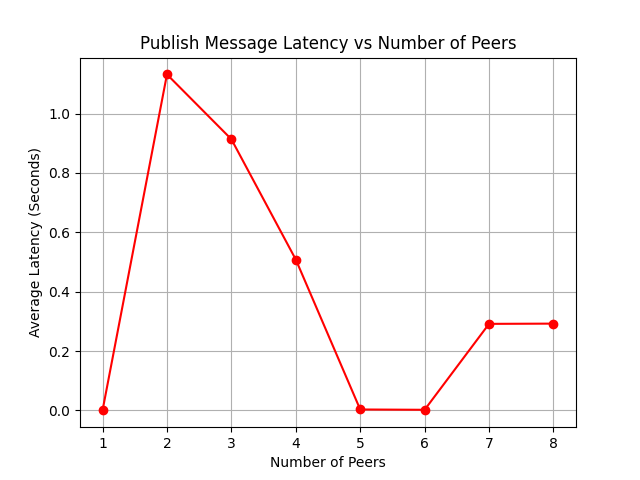 Publish Message Latency vs Number of Peers
Average Latency (Seconds)
1.0
0.8
0.6
0.4
0.2
0.0
1 2 3 4 5 6 7 8
Number of Peers